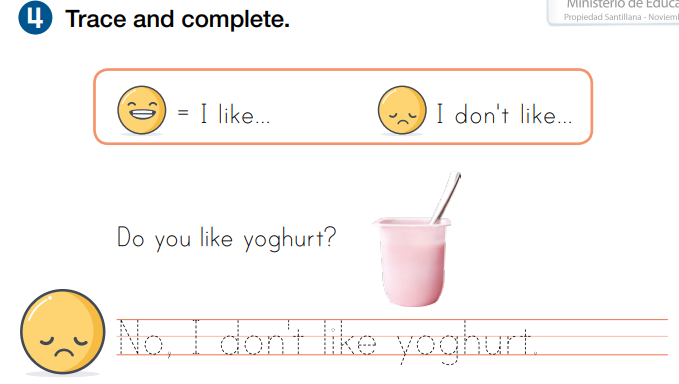 4 Trace and complete.
Ministerio de Educa
Propiedad Santillana - Noviemb
= I like... I don't like...
Do you like yoghurt?
No, I don't like yoghurt.